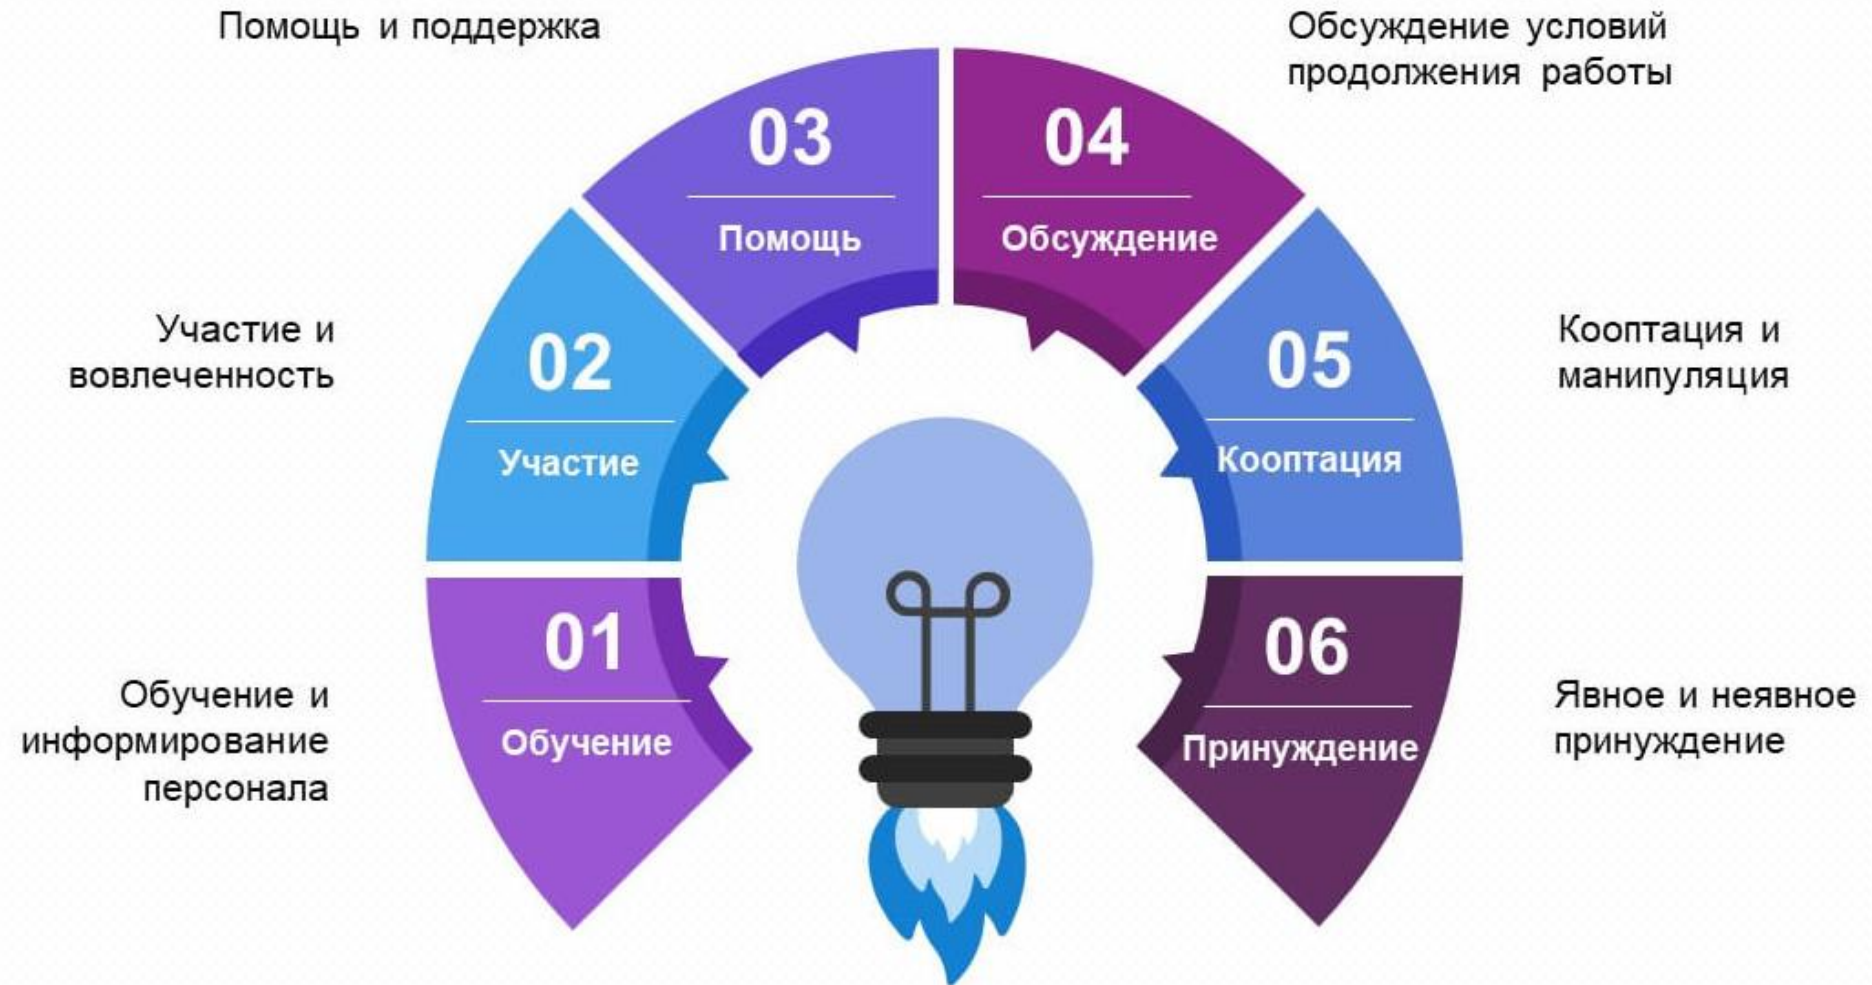 Помощь и поддержка
Обсуждение условий
продолжения работы
03
Помощь
04
Обсуждение
Участие и
вовлеченность
02
Участие
05
Кооптация
Кооптация и
манипуляция
Обучение и
информирование
персонала
01
Обучение
06
Принуждение
Явное и неявное
принуждение